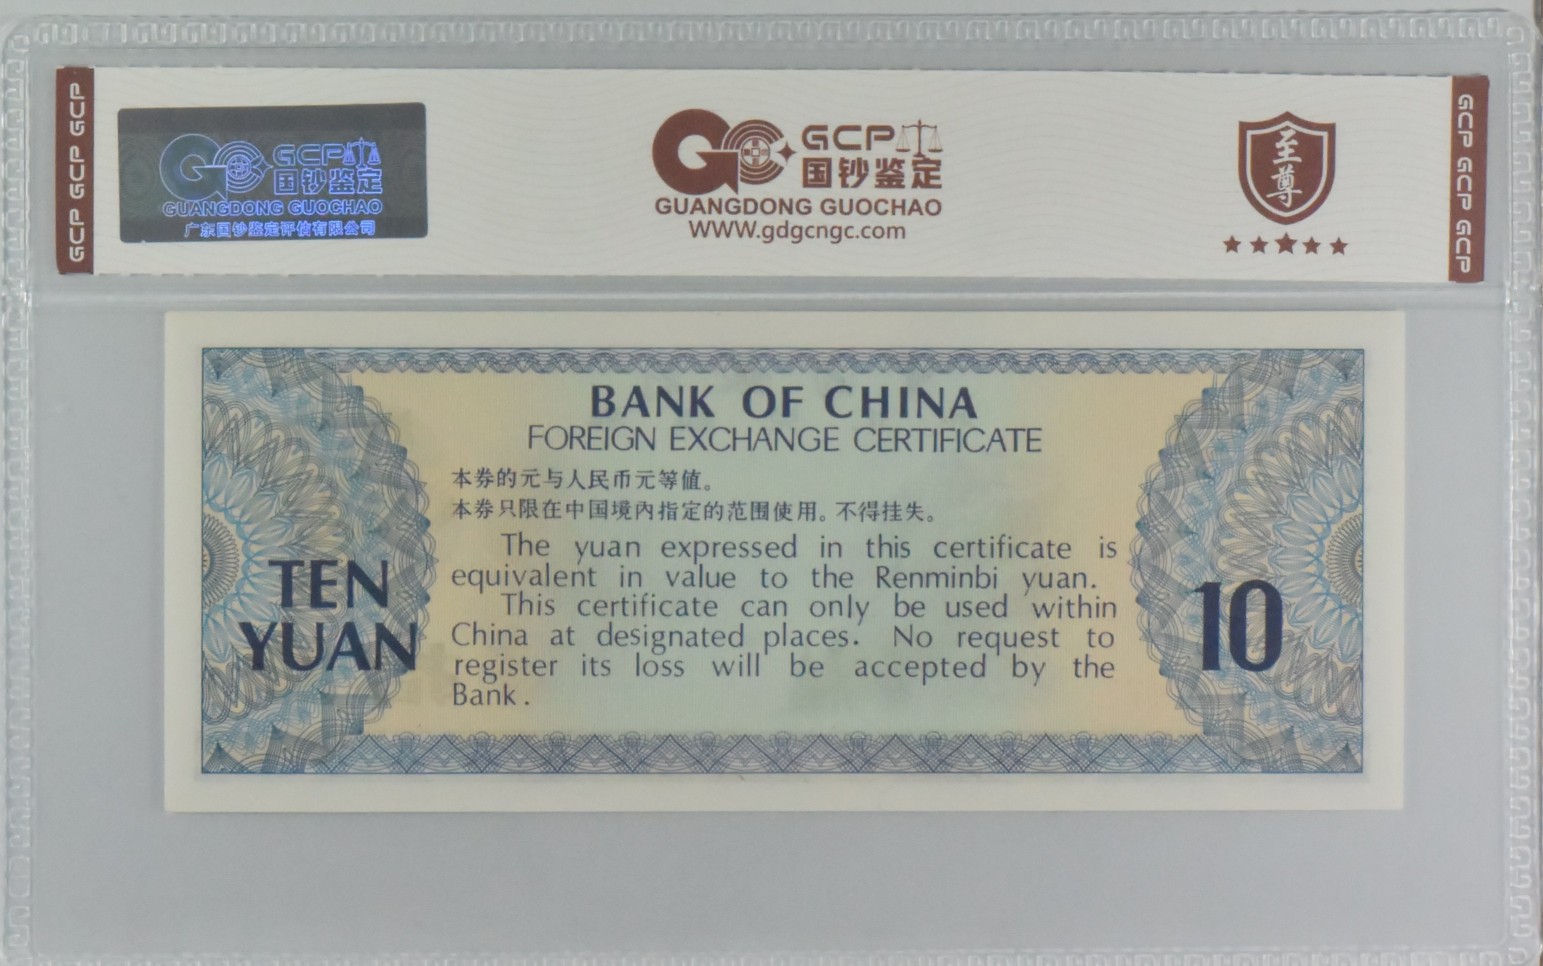 GCP GCP GCP
GCP
国钞鉴定
GUANGDONG GUOCHAO
广东国钞鉴定评估有限公司
GCP
国钞鉴定
GUANGDONG GUOCHAO
WWW.gdgcngc.com
至尊
GCP GCP GCP
BANK OF CHINA
FOREIGN EXCHANGE CERTIFICATE
本券的元与人民币元等值。
本券只限在中国境内指定的范围使用。不得挂失。
The yuan expressed in this certificate is
equivalent in value to the Renminbi yuan.
This certificate can only be used within
China at designated places. No request to
register its loss will be accepted by the
Bank.
TEN
YUAN
10